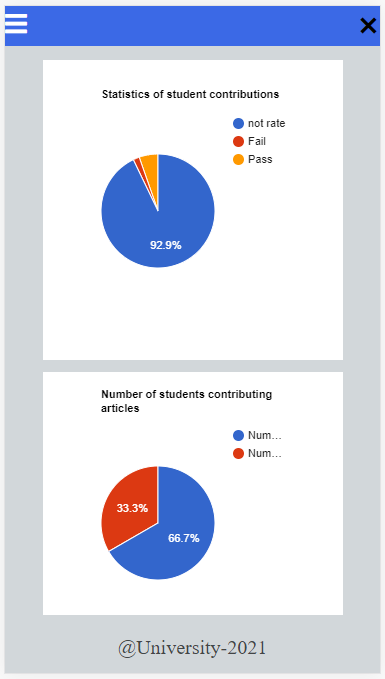 Statistics of student contributions
not rate
Fail
Pass
92.9%
Number of students contributing
articles
Num...
Num...
33.3%
66.7%
@University-2021